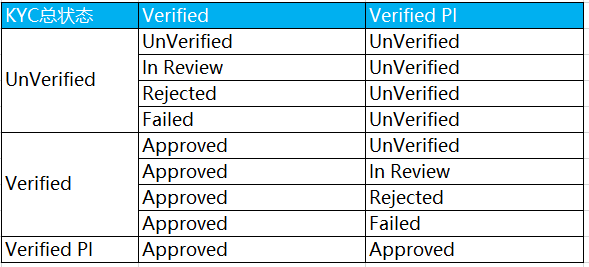 KYC总状态 Verified Verified PI
UnVerified UnVerified UnVerified
In Review UnVerified
Rejected UnVerified
Failed UnVerified
Verified Approved UnVerified
Approved In Review
Approved Rejected
Approved Failed
Verified PI Approved Approved